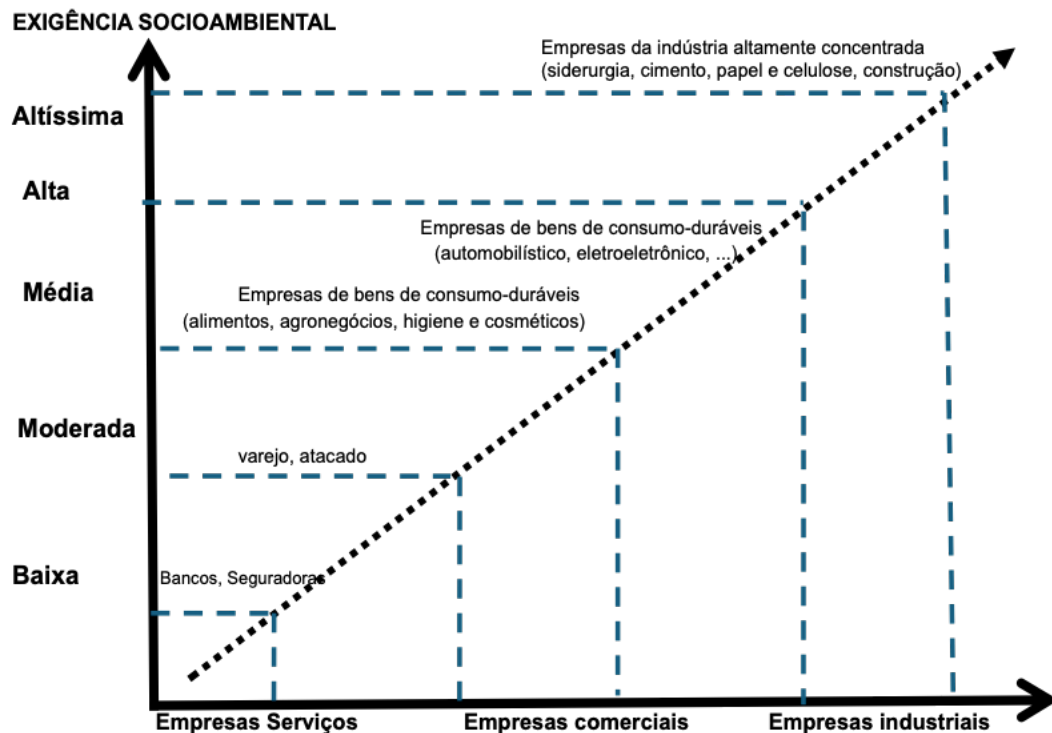 EXIGÊNCIA SOCIOAMBIENTAL
Empresas da indústria altamente concentrada
(siderurgia, cimento, papel e celulose, construção)
Altíssima
Alta
Empresas de bens de consumo-duráveis
(automobilístico, eletroeletrônico, ...)
Média
Empresas de bens de consumo-duráveis
(alimentos, agronegócios, higiene e cosméticos)
Moderada
varejo, atacado
Baixa
Bancos, Seguradoras
Empresas Serviços
Empresas comerciais
Empresas industriais